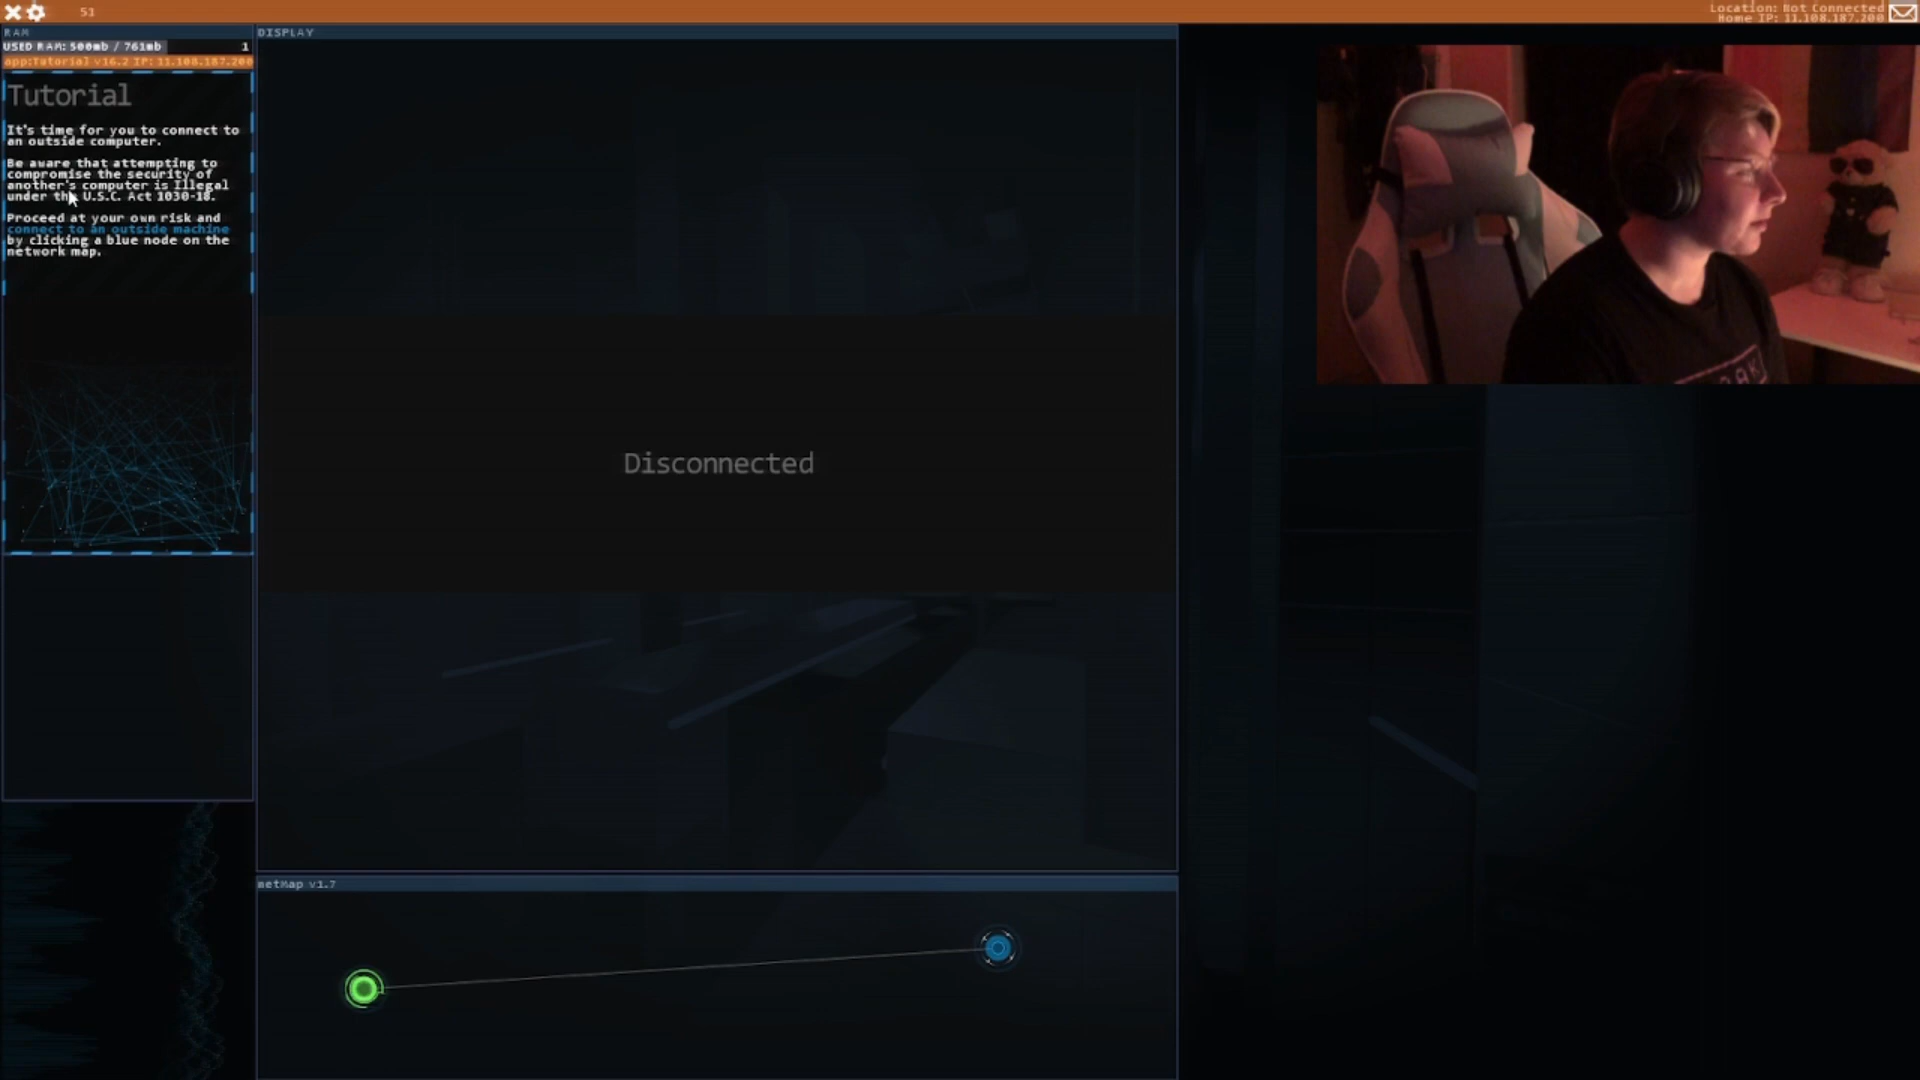 51
Location: Not Connected
Home IP: 11.108.187.200
RAM
USED RAM: 500mb / 761mb 1
app:Tutorial v16.2 IP: 11.108.187.200
Tutorial
It's time for you to connect to
an outside computer.
Be aware that attempting to
compromise the security of
another's computer is Illegal
under the U.S.C. Act 1030-18.
Proceed at your own risk and
connect to an outside machine
by clicking a blue node on the
network map.
DISPLAY
Disconnected
netMap v1.7